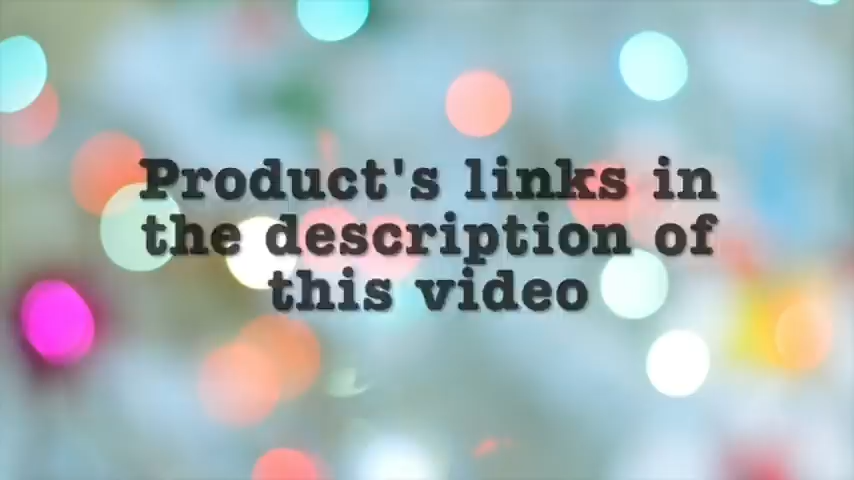 Product's links in
the description of
this video